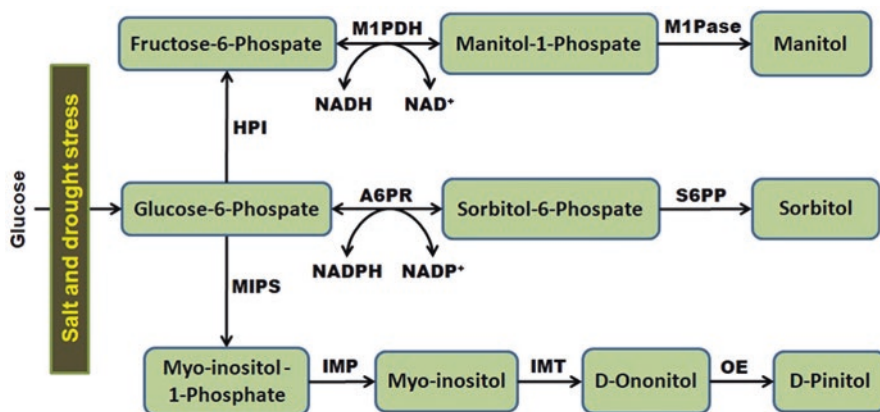 Fructose-6-Phospate
M1PDH
Manitol-1-Phospate
M1Pase
Manitol
NADH
NAD⁺
HPI
Glucose
Salt and drought stress
Glucose-6-Phospate
A6PR
Sorbitol-6-Phospate
S6PP
Sorbitol
NADPH
NADP⁺
MIPS
Myo-inositol-
1-Phosphate
IMP
Myo-inositol
IMT
D-Ononitol
OE
D-Pinitol